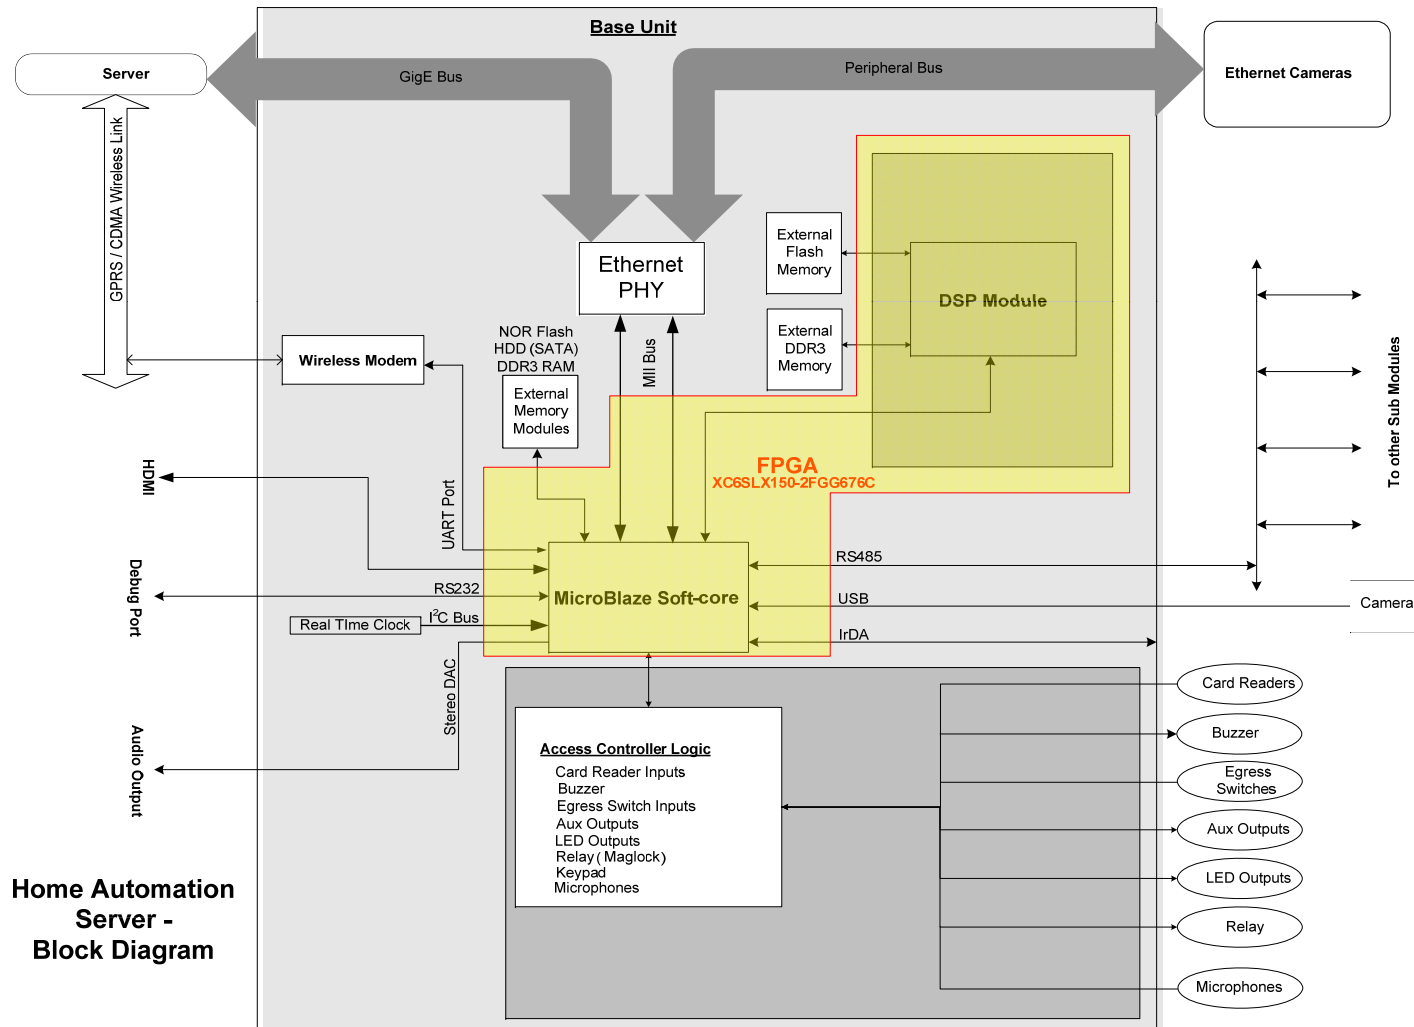 Base Unit
Server
GigE Bus
Peripheral Bus
Ethernet Cameras
GPRS / CDMA Wireless Link
External
Flash
Memory
Ethernet
PHY
DSP Module
NOR Flash
HDD (SATA)
DDR3 RAM
MII Bus
External
DDR3
Memory
Wireless Modem
External
Memory
Modules
To other Sub Modules
FPGA
XC6SLX150-2FGG676C
HDMI
UART Port
RS485
Debug Port
RS232
MicroBlaze Soft-core
USB
Camera
Real TIme Clock
I2C Bus
IrDA
Stereo DAC
Audio Output
Access Controller Logic
Card Reader Inputs
Buzzer
Egress Switch Inputs
Aux Outputs
LED Outputs
Relay( Maglock)
Keypad
Microphones
Card Readers
Buzzer
Egress
Switches
Aux Outputs
LED Outputs
Relay
Microphones
Home Automation
Server -
Block Diagram